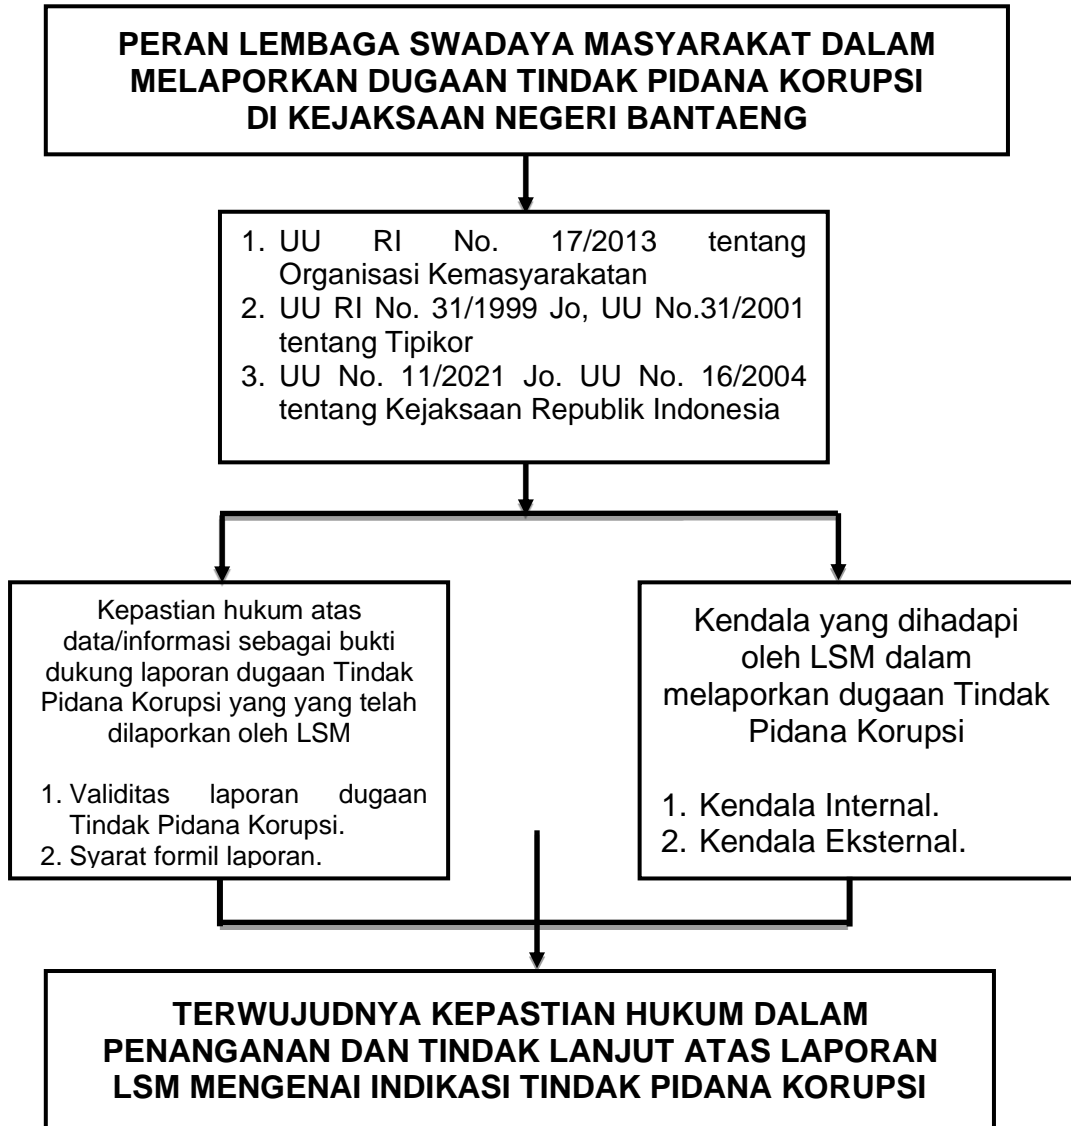 PERAN LEMBAGA SWADAYA MASYARAKAT DALAM
MELAPORKAN DUGAAN TINDAK PIDANA KORUPSI
DI KEJAKSAAN NEGERI BANTAENG
1. UU RI No. 17/2013 tentang
Organisasi Kemasyarakatan
2. UU RI No. 31/1999 Jo, UU No.31/2001
tentang Tipikor
3. UU No. 11/2021 Jo. UU No. 16/2004
tentang Kejaksaan Republik Indonesia
Kepastian hukum atas
data/informasi sebagai bukti
dukung laporan dugaan Tindak
Pidana Korupsi yang yang telah
dilaporkan oleh LSM
1. Validitas laporan dugaan
Tindak Pidana Korupsi.
2. Syarat formil laporan.
Kendala yang dihadapi
oleh LSM dalam
melaporkan dugaan Tindak
Pidana Korupsi
1. Kendala Internal.
2. Kendala Eksternal.
TERWUJUDNYA KEPASTIAN HUKUM DALAM
PENANGANAN DAN TINDAK LANJUT ATAS LAPORAN
LSM MENGENAI INDIKASI TINDAK PIDANA KORUPSI